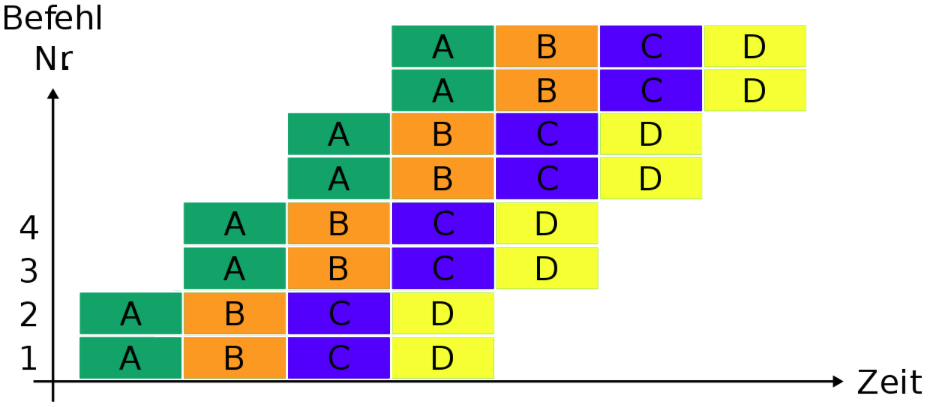 Befehl
Nr.
A B C D
A B C D
A B C D
A B C D
4 A B C D
3 A B C D
2 A B C D
1 A B C D
Zeit